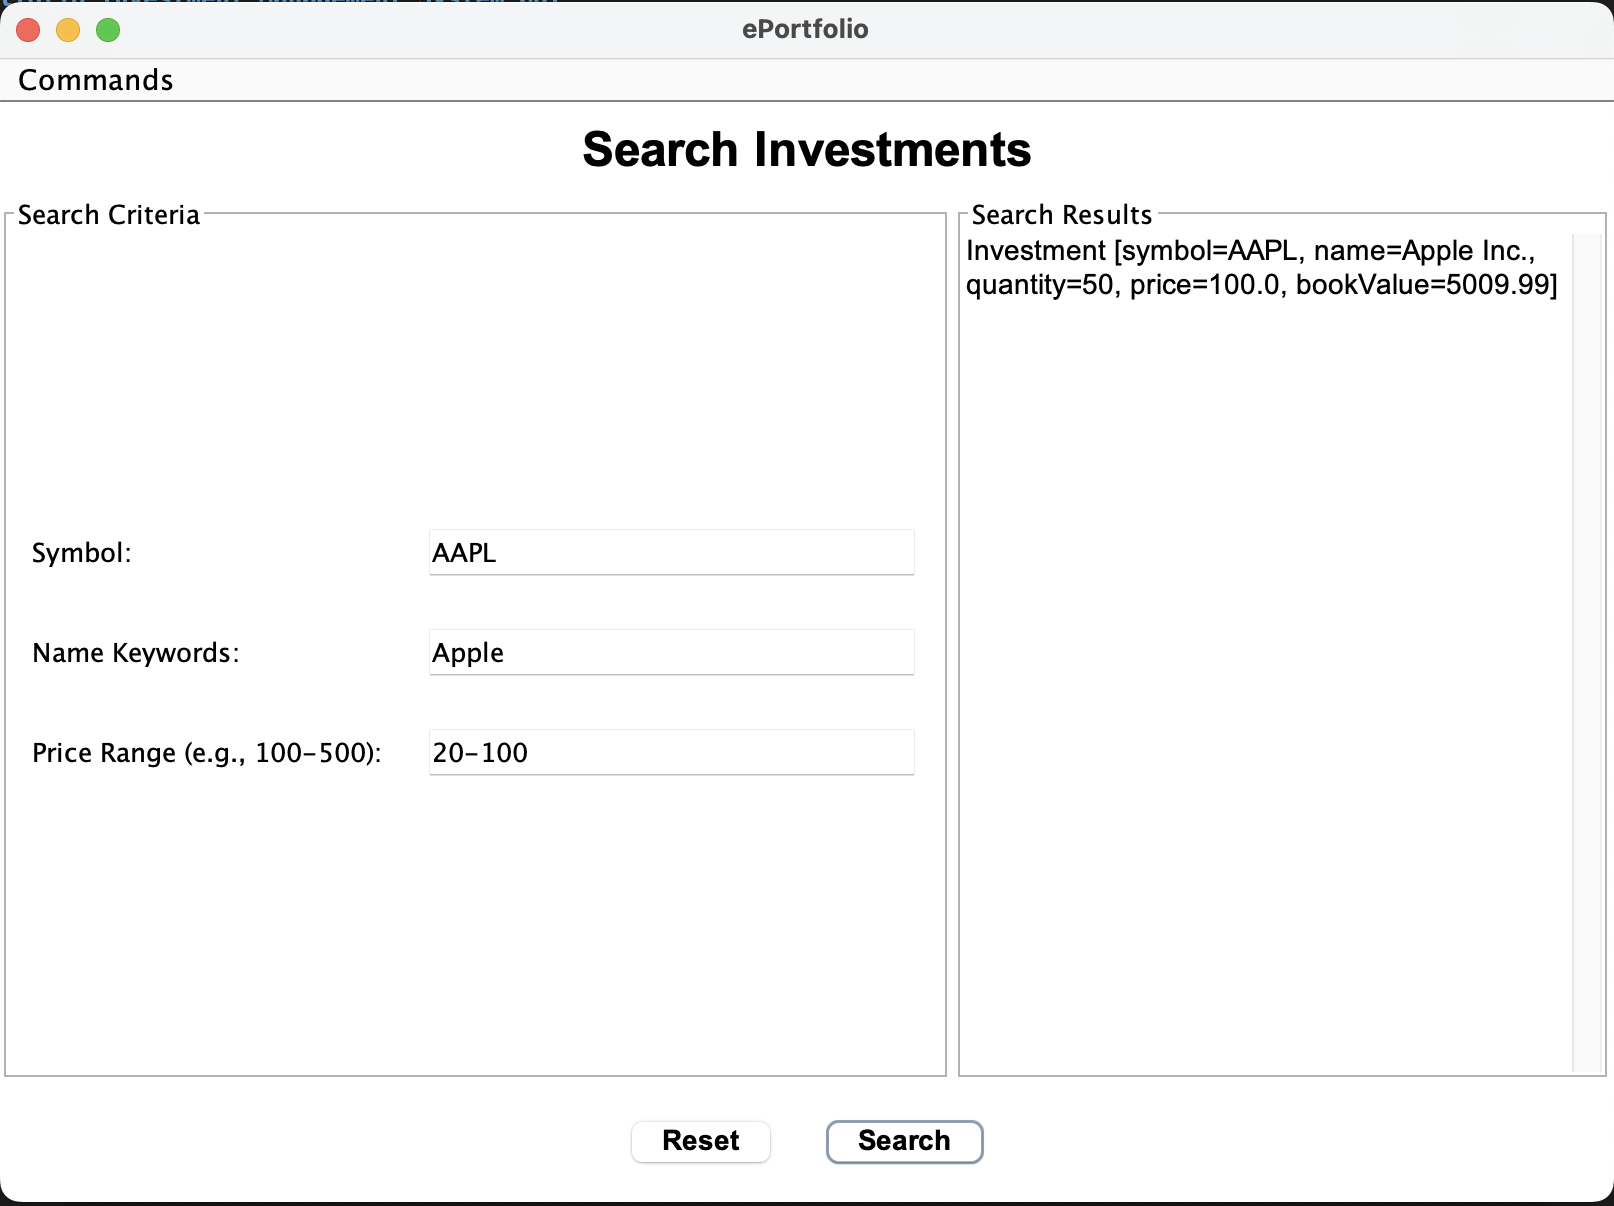 ePortfolio
Commands
Search Investments
Search Criteria
Symbol:
AAPL
Name Keywords:
Apple
Price Range (e.g., 100-500):
20-100
Search Results
Investment [symbol=AAPL, name=Apple Inc.,
quantity=50, price=100.0, bookValue=5009.99]
Reset
Search